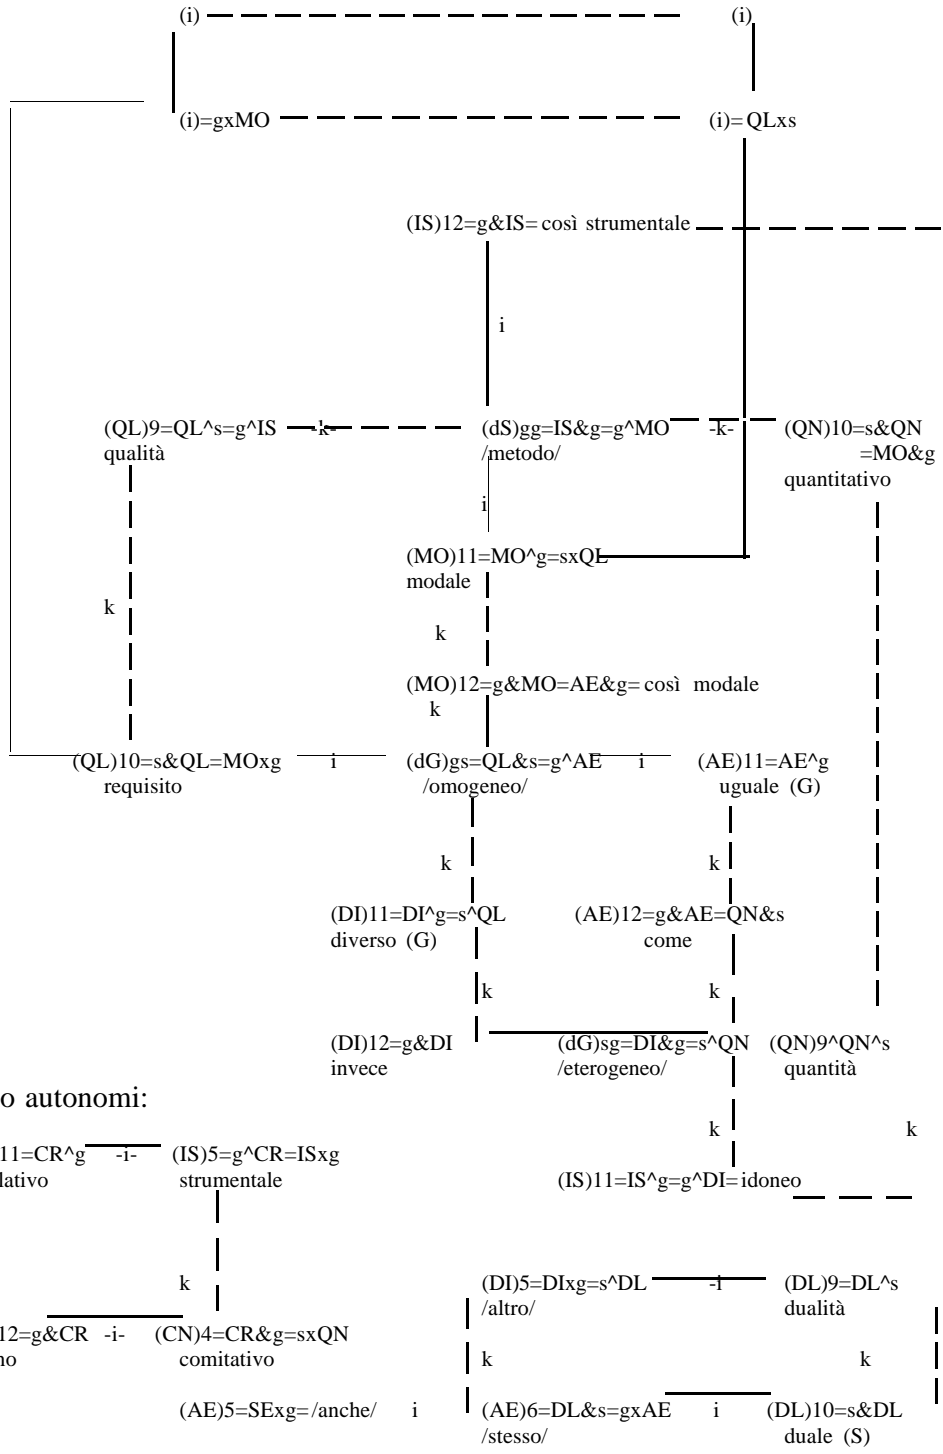 (i) (i)
(i)=gxMO (i)=QLxs
(IS)12=g&IS=così strumentale
i
(QL)9=QL^s=g^IS -k- (dS)gg=IS&g=g^MO -k- (QN)10=s&QN
qualità /metodo/ =MO&g
quantitativo
i
(MO)11=MO^g=sxQL
modale
k
k
(MO)12=g&MO=AE&g=così modale
k
(QL)10=s&QL=MOxg i (dG)gs=QL&s=g^AE i (AE)11=AE^g
requisito /omogeneo/ uguale (G)
k k
(DI)11=DI^g=s^QL (AE)12=g&AE=QN&s
diverso (G) come
k k
(DI)12=g&DI (dG)sg=DI&g=s^QN (QN)9^QN^s
invece /eterogeneo/ quantità
o autonomi:
k k
11=CR^g -i- (IS)5=g^CR=ISxg
lativo strumentale
(IS)11=IS^g=g^DI=idoneo
k (DI)5=DIxg=s^DL -i (DL)9=DL^s
/altro/ dualità
12=g&CR -i- (CN)4=CR&g=sxQN
no comitativo k k
(AE)5=SExg=/anche/ i (AE)6=DL&s=gxAE i (DL)10=s&DL
/stesso/ duale (S)